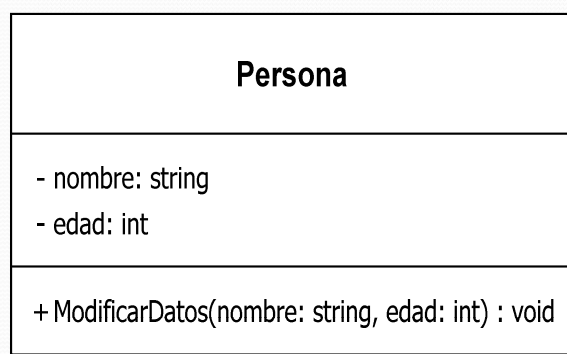 Persona
- nombre: string
- edad: int
+ ModificarDatos(nombre: string, edad: int) : void